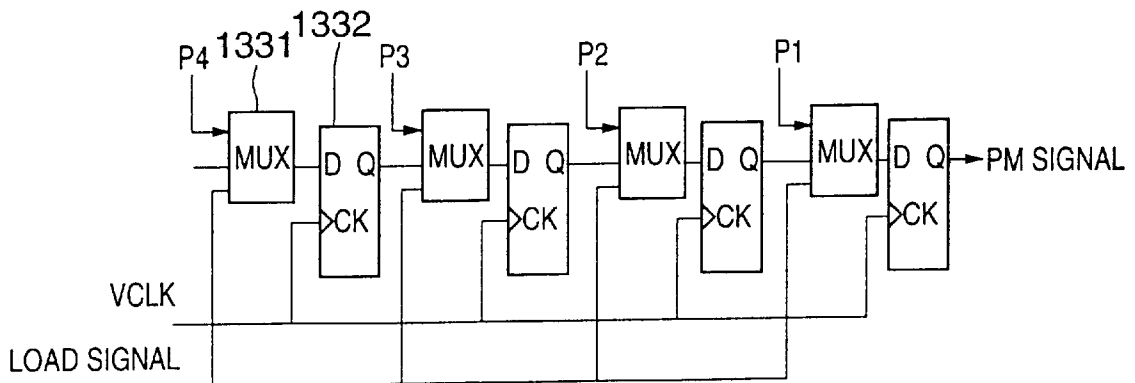 P4 1331 1332 P3 P2 P1
MUX D Q MUX D Q MUX D Q MUX D Q PM SIGNAL
CK CK CK CK
VCLK
LOAD SIGNAL